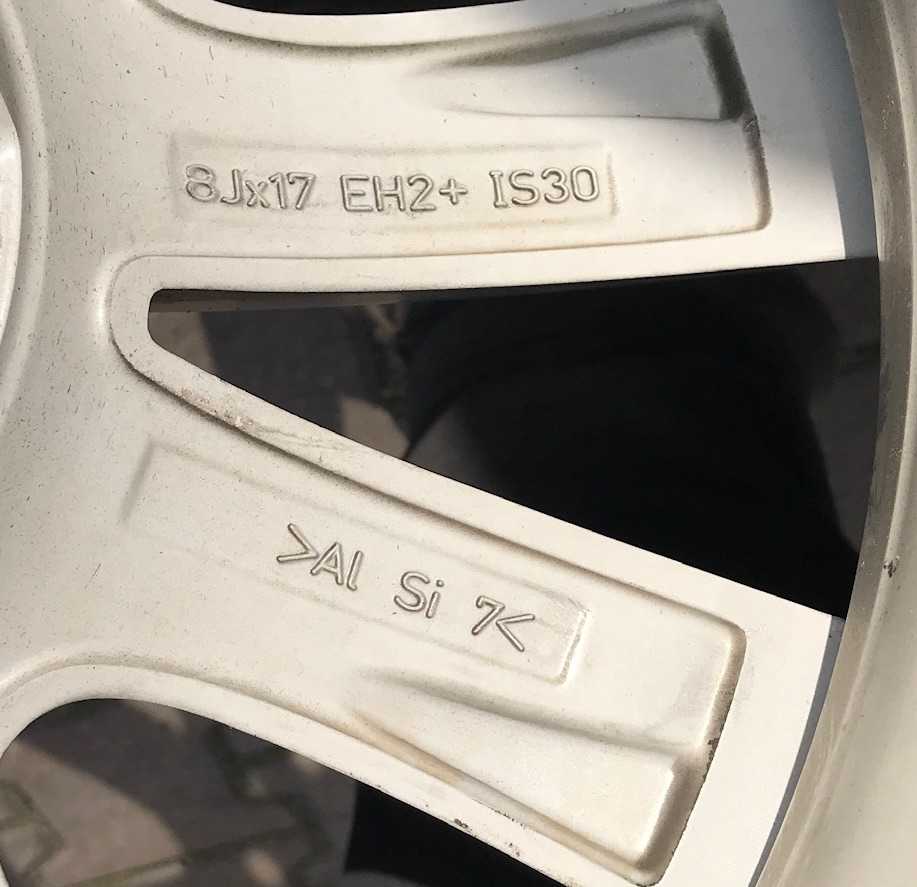 8Jx17 EH2+ IS30
>Al Si 7<